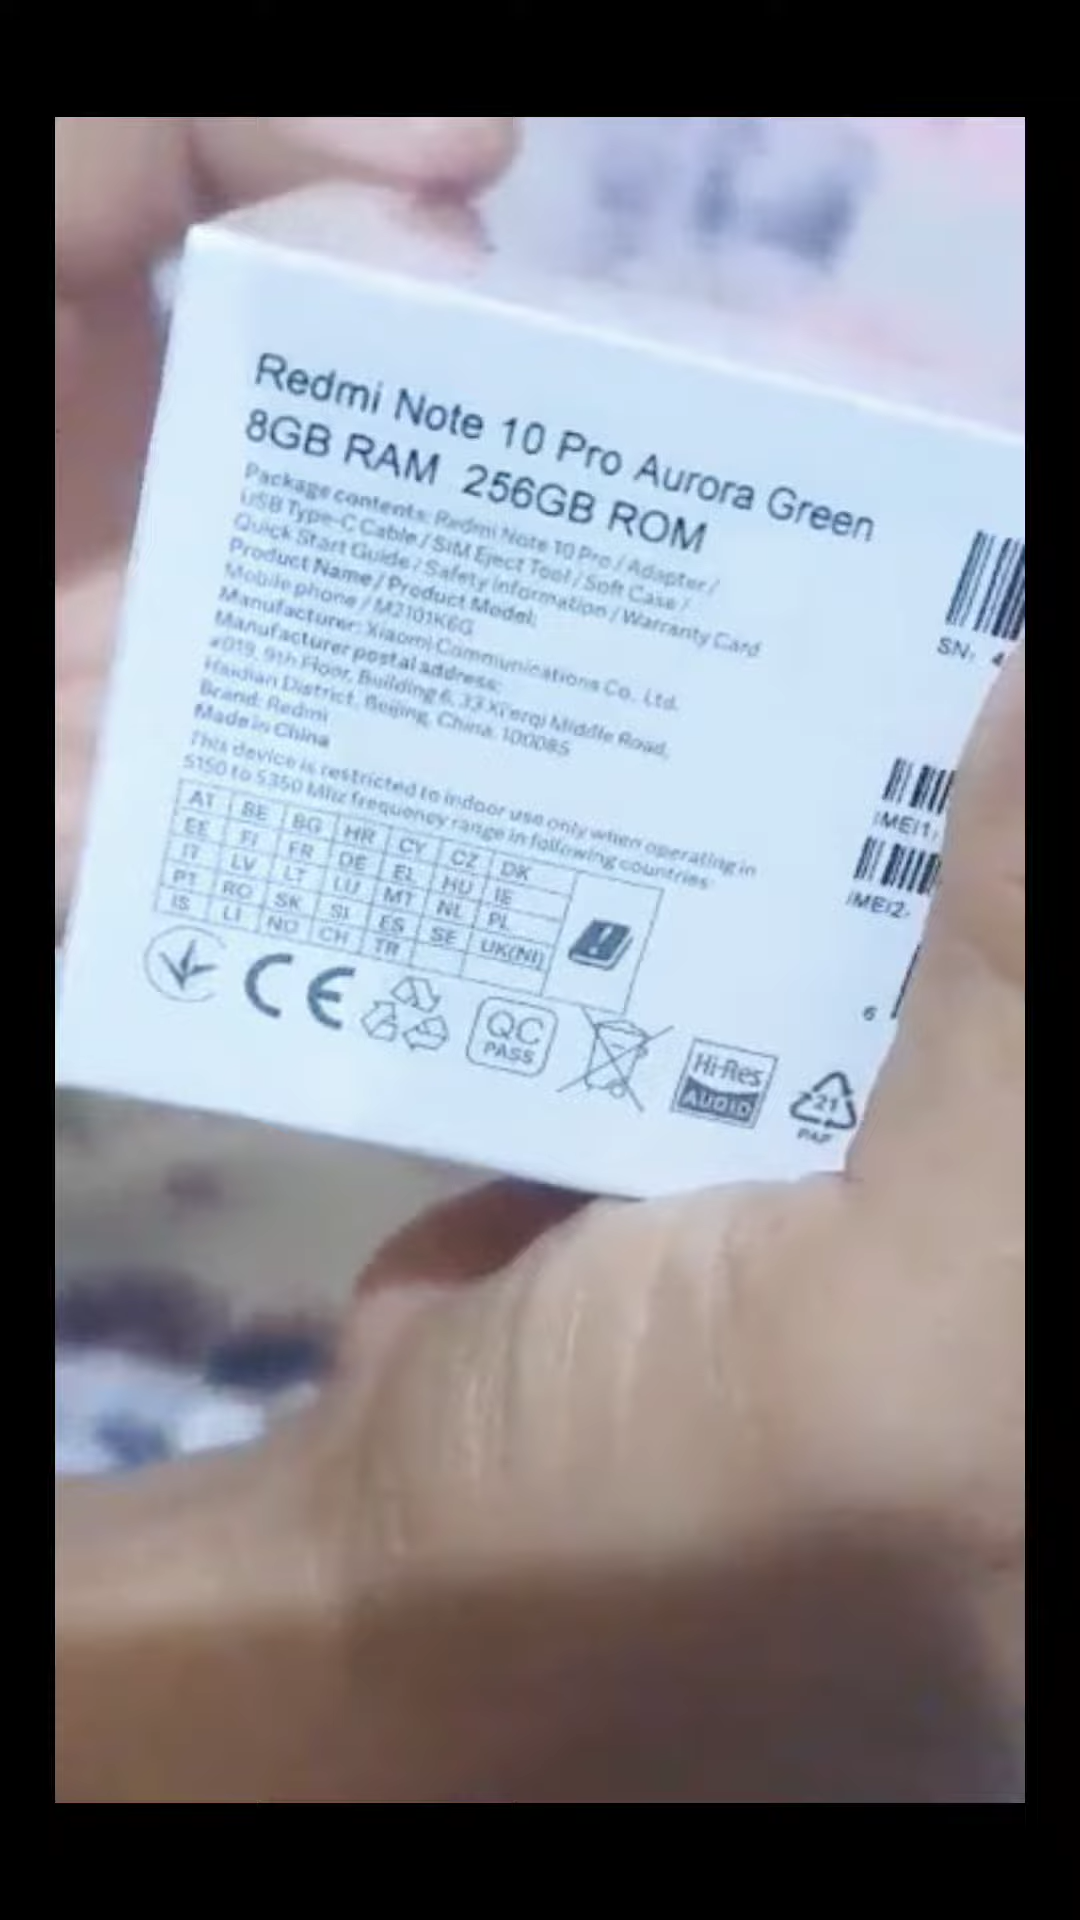 Redmi Note 10 Pro Aurora Green
8GB RAM 256GB ROM
Package contents: Redmi Note 10 Pro / Adapter /
USB Type-C Cable / SIM Eject Tool / Soft Case /
Quick Start Guide / Safety Information / Warranty Card
Product Name / Product Model:
Mobile phone / M2101K6G
Manufacturer: Xiaomi Communications Co., Ltd.
Manufacturer postal address:
#019, 9th Floor, Building 6, 33 Xi'erqi Middle Road,
Haidian District, Beijing, China, 100085
Brand: Redmi
Made in China
This device is restricted to indoor use only when operating in
5150 to 5350 Mhz frequency range in following countries:
AT BE BG HR CY CZ DK
EE FI FR DE EL HU IE
IT LV LT LU MT NL PL
PT RO SK SI ES SE UK(NI)
IS LI NO CH TR
SN: 4
IMEI1:
IMEI2:
6
CE
QC
PASS
Hi-Res
AUDIO
21
PAP